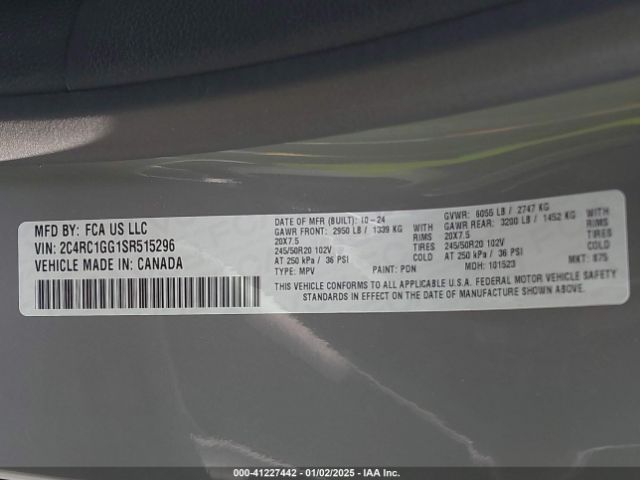 MFD BY: FCA US LLC
VIN: 2C4RC1GG1SR515296
VEHICLE MADE IN: CANADA
DATE OF MFR (BUILT): 10-24
GAWR FRONT: 2950 LB / 1339 KG
20X7.5 RIMS
245/50R20 102V TIRES
AT 250 kPa / 36 PSI COLD
TYPE: MPV PAINT: PDN
GVWR: 6055 LB / 2747 KG
GAWR REAR: 3200 LB / 1452 KG
20X7.5 RIMS
245/50R20 102V TIRES
AT 250 kPa / 36 PSI COLD
MDH: 101523 MKT: 875
THIS VEHICLE CONFORMS TO ALL APPLICABLE U.S.A. FEDERAL MOTOR VEHICLE SAFETY
STANDARDS IN EFFECT ON THE DATE OF MANUFACTURE SHOWN ABOVE.
000-41227442 - 01/02/2025 - IAA Inc.